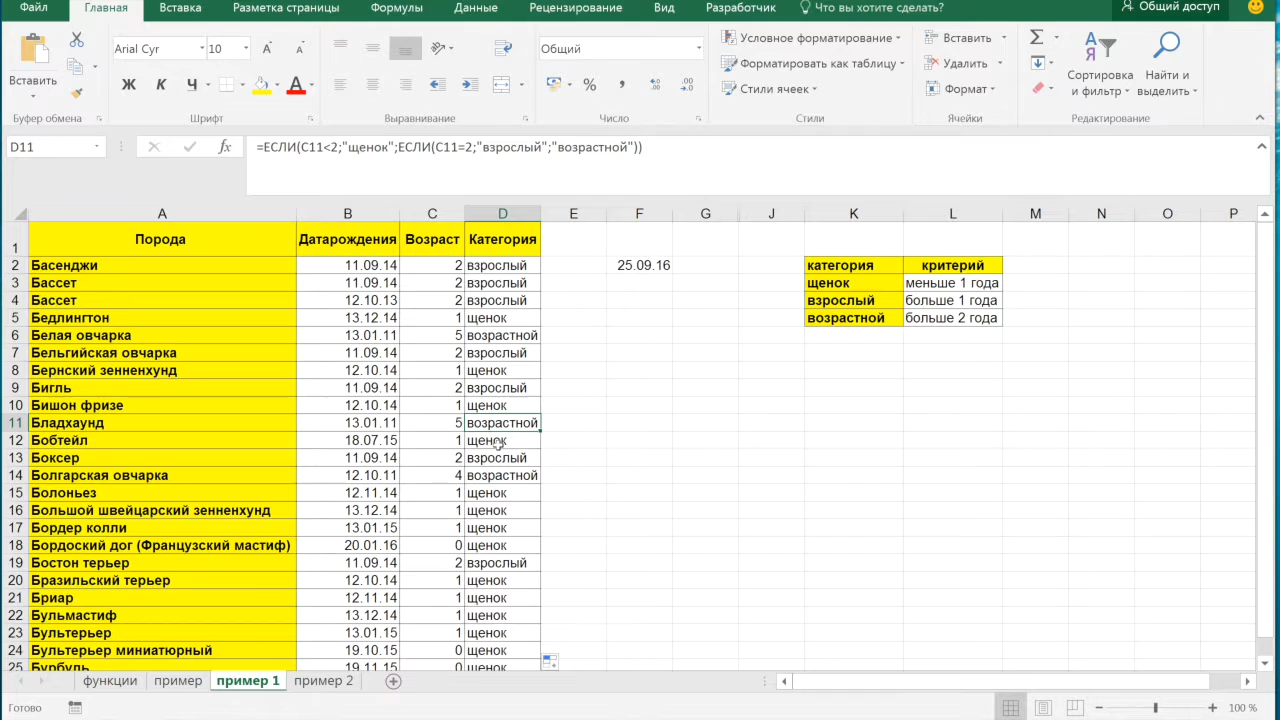 Файл Главная Вставка Разметка страницы Формулы Данные Рецензирование Вид Разработчик Что вы хотите сделать? Общий доступ
Arial Cyr 10 Общий Условное форматирование Вставить Σ
Вставить Форматировать как таблицу Удалить Сортировка и фильтр Найти и выделить
Ж К Ч % Стили ячеек Формат
Буфер обмена Шрифт Выравнивание Число Стили Ячейки Редактирование
D11 fx =ЕСЛИ(C11<2;"щенок";ЕСЛИ(C11=2;"взрослый";"возрастной"))
A B C D E F G J K L M N O P
1 Порода Датарождения Возраст Категория
2 Басенджи 11.09.14 2 взрослый 25.09.16 категория критерий
3 Бассет 11.09.14 2 взрослый щенок меньше 1 года
4 Бассет 12.10.13 2 взрослый взрослый больше 1 года
5 Бедлингтон 13.12.14 1 щенок возрастной больше 2 года
6 Белая овчарка 13.01.11 5 возрастной
7 Бельгийская овчарка 11.09.14 2 взрослый
8 Бернский зенненхунд 12.10.14 1 щенок
9 Бигль 11.09.14 2 взрослый
10 Бишон фризе 12.10.14 1 щенок
11 Бладхаунд 13.01.11 5 возрастной
12 Бобтейл 18.07.15 1 щенок
13 Боксер 11.09.14 2 взрослый
14 Болгарская овчарка 12.10.11 4 возрастной
15 Болоньез 12.11.14 1 щенок
16 Большой швейцарский зенненхунд 13.12.14 1 щенок
17 Бордер колли 13.01.15 1 щенок
18 Бордоский дог (Французский мастиф) 20.01.16 0 щенок
19 Бостон терьер 11.09.14 2 взрослый
20 Бразильский терьер 12.10.14 1 щенок
21 Бриар 12.11.14 1 щенок
22 Бульмастиф 13.12.14 1 щенок
23 Бультерьер 13.01.15 1 щенок
24 Бультерьер миниатюрный 19.10.15 0 щенок
25 Бурбуль 19.11.15 0 щенок
функции пример пример 1 пример 2
Готово 100 %